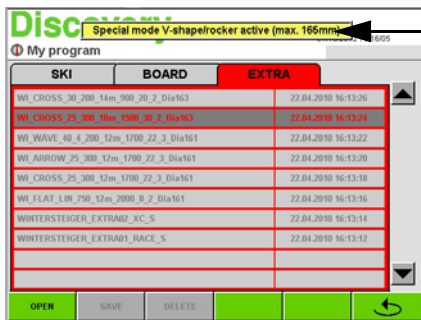 Discovery
Special mode V-shape/rocker active (max. 165mm)
16/05
My program
SKI BOARD EXTRA
WI_CROSS_30_200_14m_900_20_2_Dia163 22.04.2010 16:13:26
WI_CROSS_25_300_10m_1500_30_2_Dia163 22.04.2010 16:13:24
WI_WAVE_40_4_200_12m_1700_22_3_Dia161 22.04.2010 16:13:22
WI_ARROW_25_300_12m_1700_22_3_Dia161 22.04.2010 16:13:20
WI_CROSS_25_300_12m_1700_22_3_Dia161 22.04.2010 16:13:18
WI_FLAT_LIN_750_12m_2000_8_2_Dia161 22.04.2010 16:13:16
WINTERSTEIGER_EXTRA02_XC_S 22.04.2010 16:13:14
WINTERSTEIGER_EXTRA01_RACE_S 22.04.2010 16:13:12
OPEN SAVE DELETE